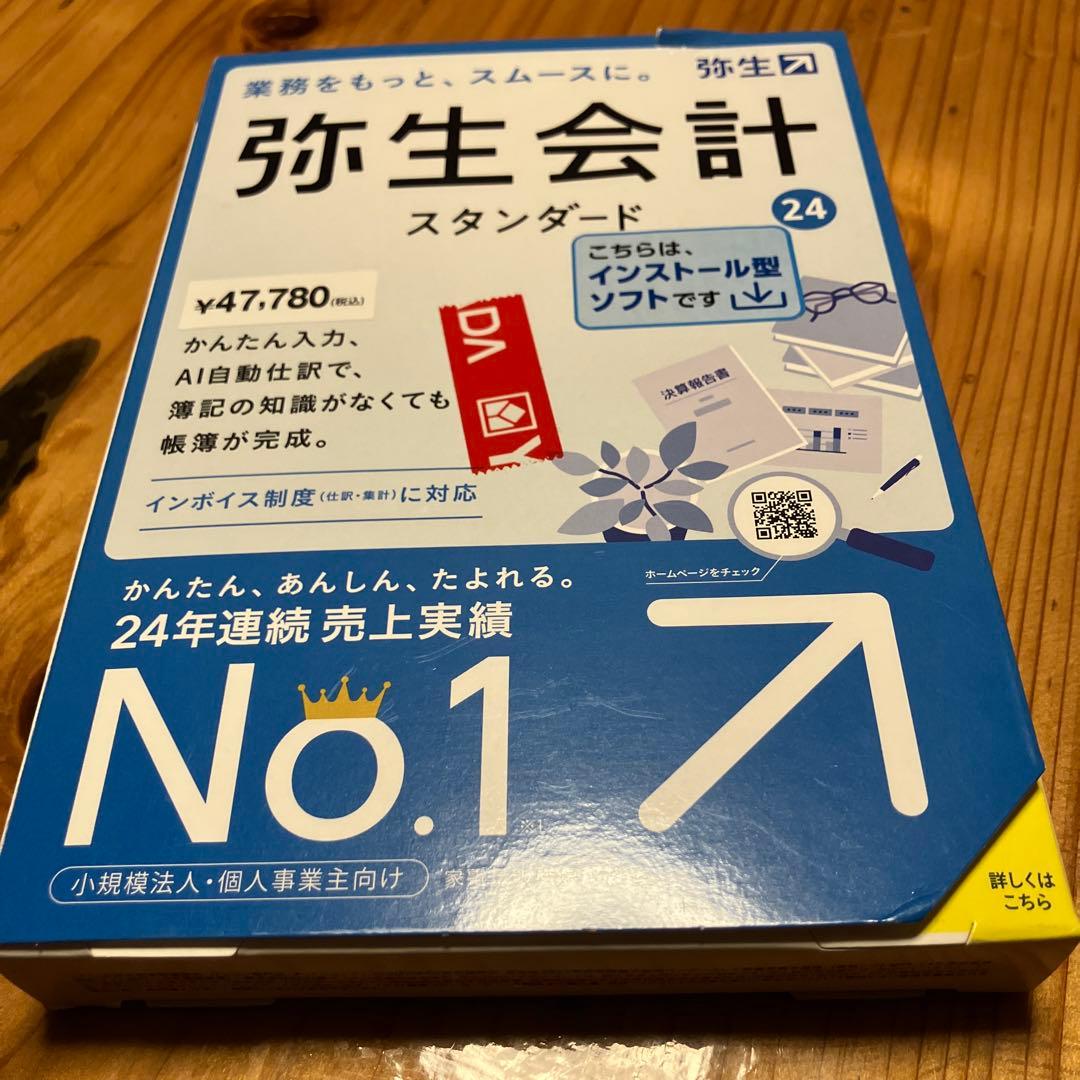 業務をもっと、スムースに。
弥生
弥生会計
スタンダード
24
こちらは、
インストール型
ソフトです
¥47,780(税込)
かんたん入力、
AI自動仕訳で、
簿記の知識がなくても
帳簿が完成。
DA
Y
決算報告書
インボイス制度(仕訳・集計)に対応
ホームページをチェック
かんたん、あんしん、たよれる。
24年連続 売上実績
No.1
※1
小規模法人・個人事業主向け
詳しくは
こちら